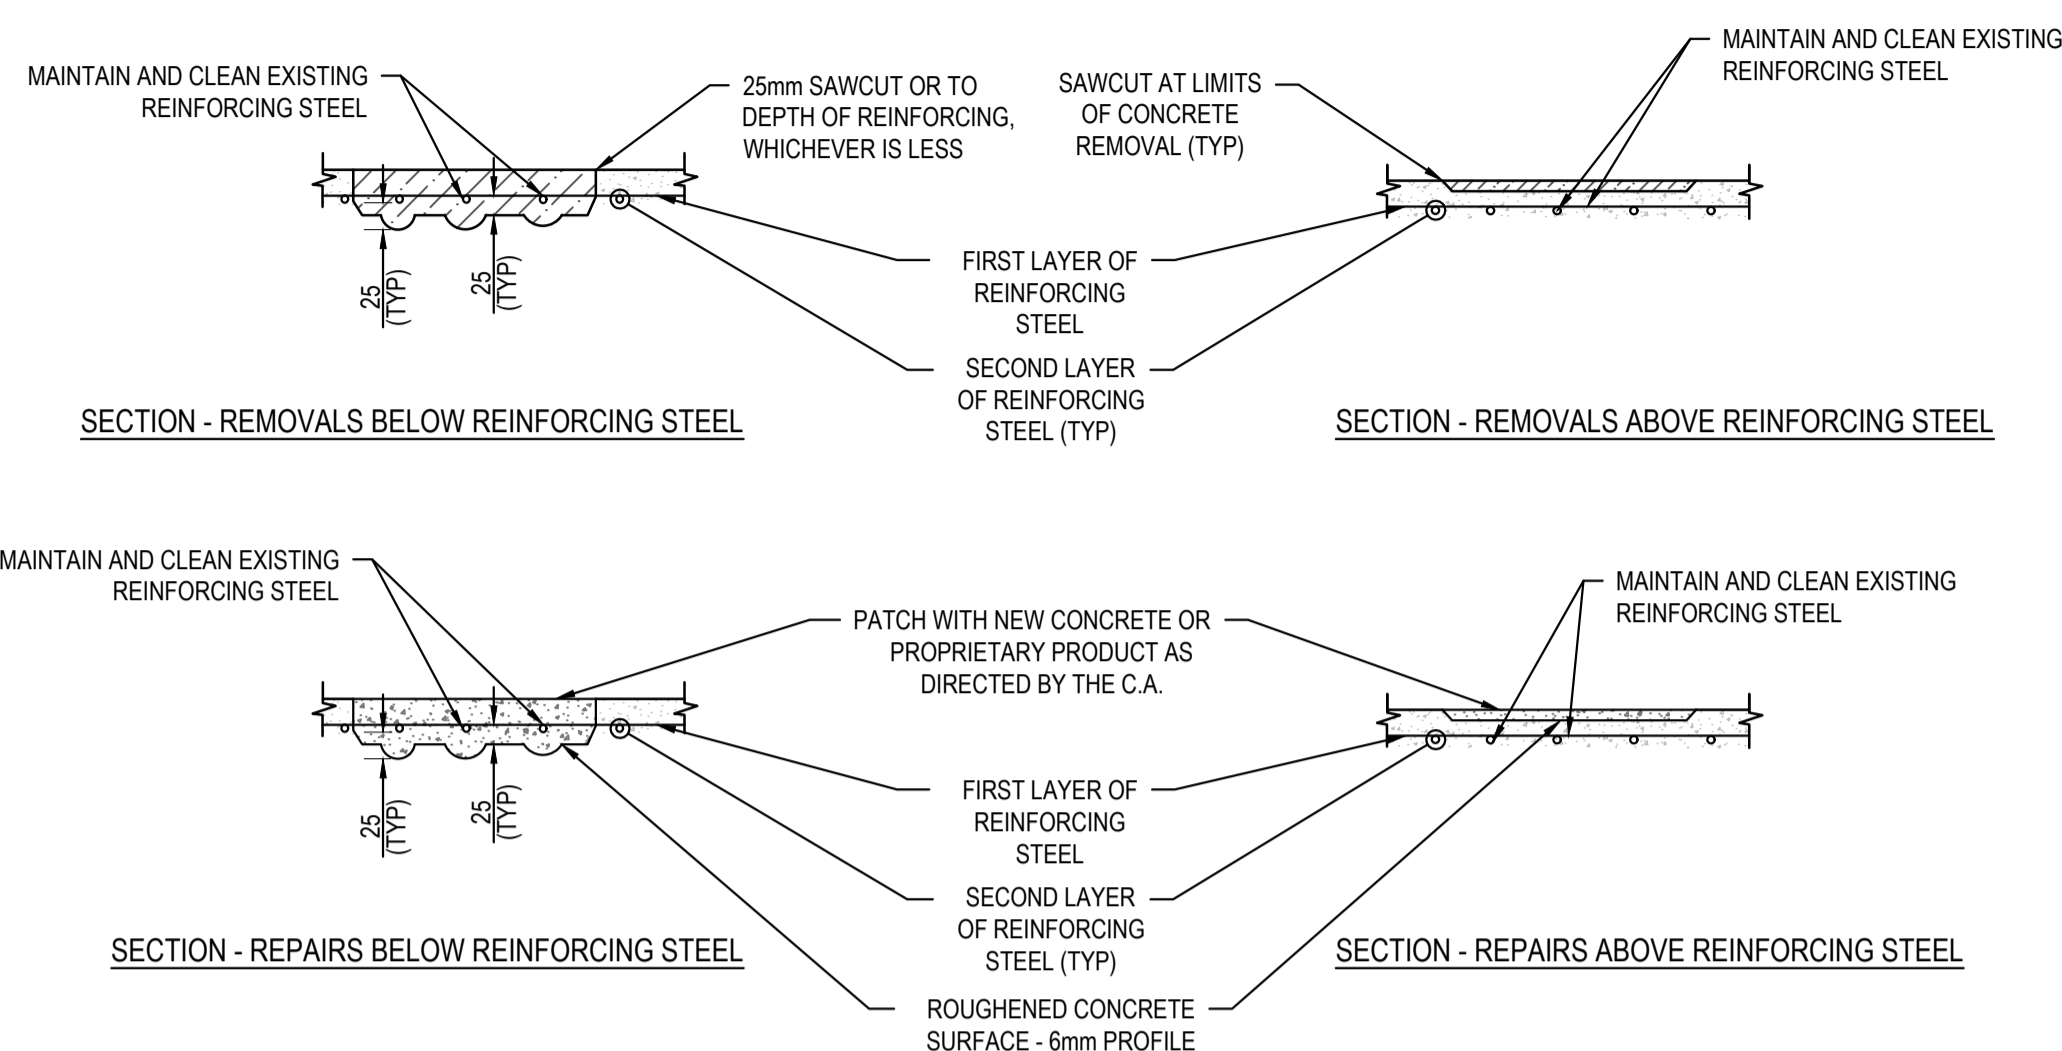 MAINTAIN AND CLEAN EXISTING
REINFORCING STEEL
25mm SAWCUT OR TO
DEPTH OF REINFORCING,
WHICHEVER IS LESS
SAWCUT AT LIMITS
OF CONCRETE
REMOVAL (TYP)
MAINTAIN AND CLEAN EXISTING
REINFORCING STEEL
25
(TYP)
25
(TYP)
FIRST LAYER OF
REINFORCING
STEEL
SECOND LAYER
OF REINFORCING
STEEL (TYP)
SECTION - REMOVALS BELOW REINFORCING STEEL
SECTION - REMOVALS ABOVE REINFORCING STEEL
MAINTAIN AND CLEAN EXISTING
REINFORCING STEEL
PATCH WITH NEW CONCRETE OR
PROPRIETARY PRODUCT AS
DIRECTED BY THE C.A.
MAINTAIN AND CLEAN EXISTING
REINFORCING STEEL
25
(TYP)
25
(TYP)
FIRST LAYER OF
REINFORCING
STEEL
SECOND LAYER
OF REINFORCING
STEEL (TYP)
SECTION - REPAIRS BELOW REINFORCING STEEL
SECTION - REPAIRS ABOVE REINFORCING STEEL
ROUGHENED CONCRETE
SURFACE - 6mm PROFILE